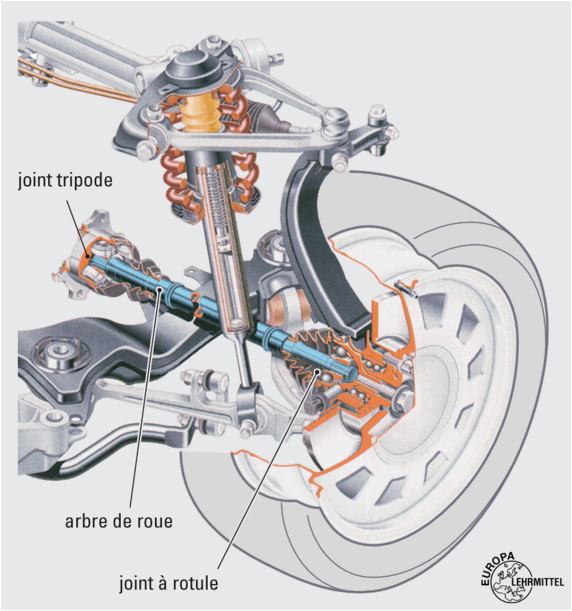 joint tripode
arbre de roue
joint à rotule
EUROPA
LEHRMITTEL